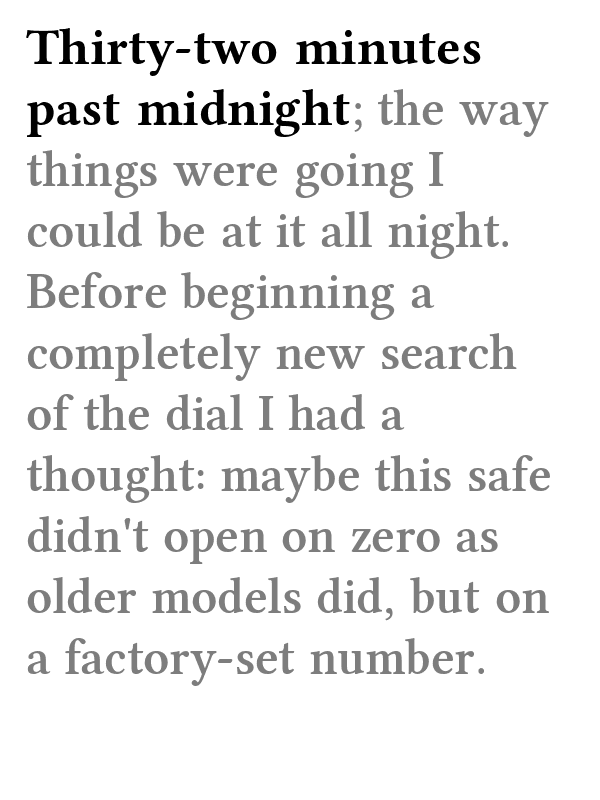 Thirty-two minutes
past midnight; the way
things were going I
could be at it all night.
Before beginning a
completely new search
of the dial I had a
thought: maybe this safe
didn't open on zero as
older models did, but on
a factory-set number.